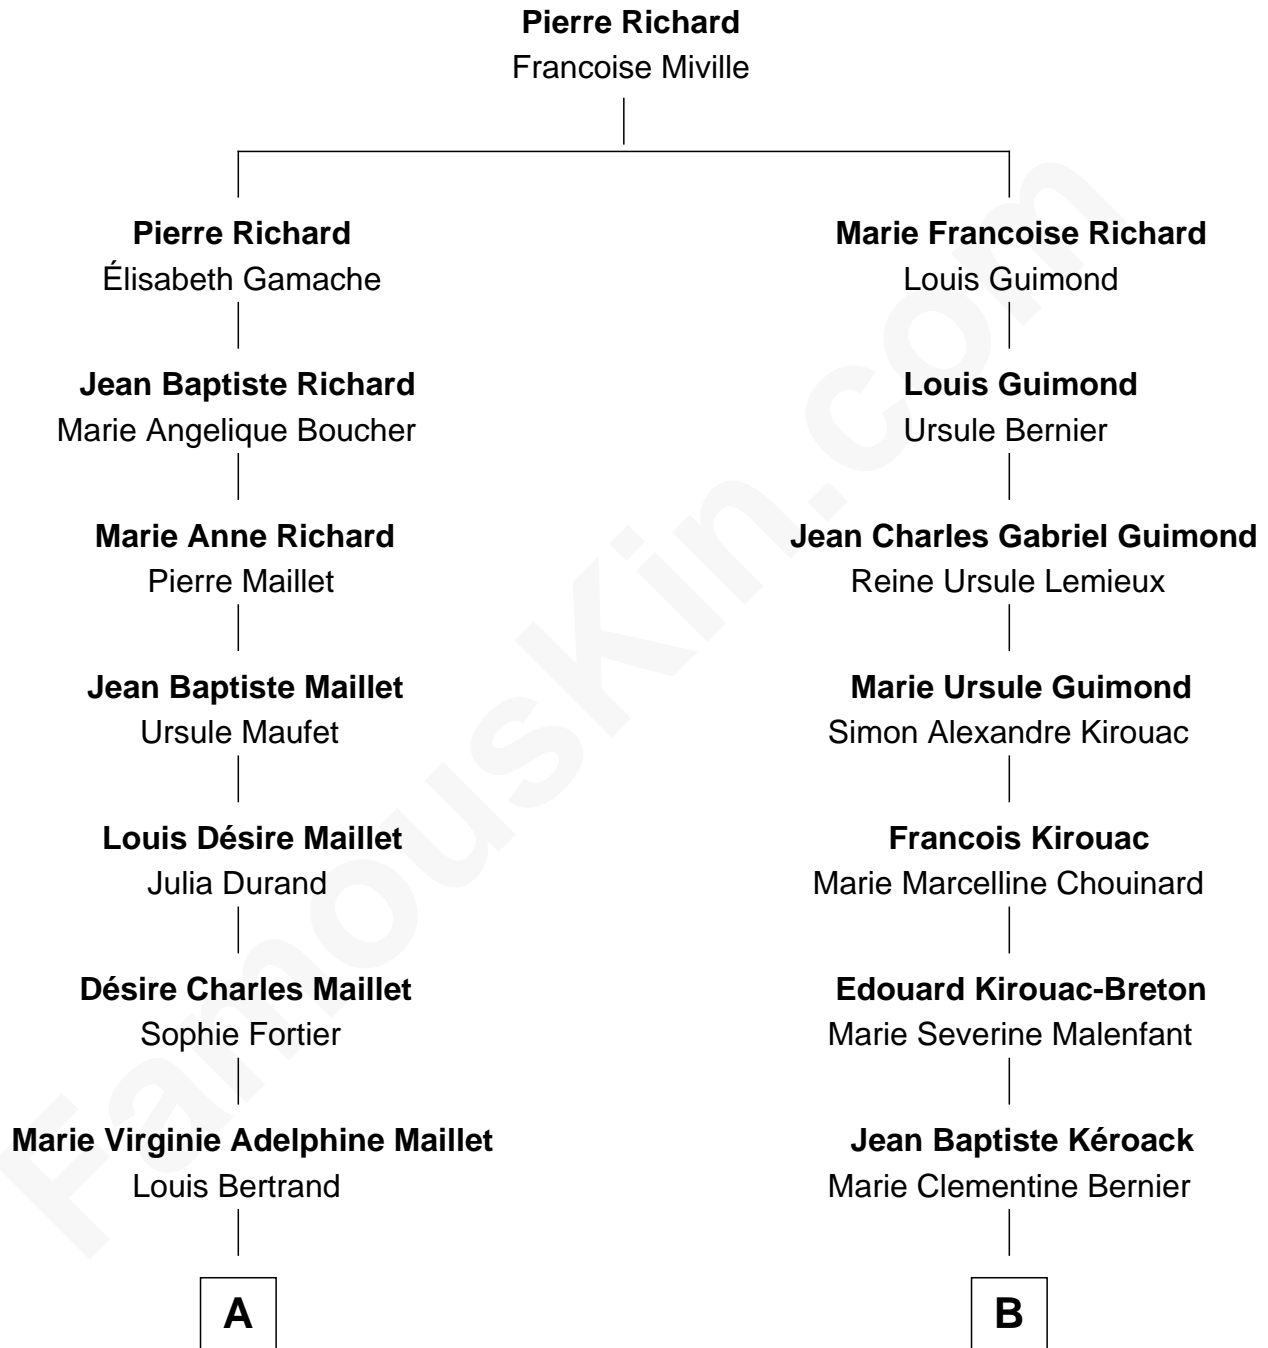 Pierre Richard
Francoise Miville
Pierre Richard
Élisabeth Gamache
Marie Francoise Richard
Louis Guimond
Jean Baptiste Richard
Marie Angelique Boucher
Louis Guimond
Ursule Bernier
Marie Anne Richard
Pierre Maillet
Jean Charles Gabriel Guimond
Reine Ursule Lemieux
Jean Baptiste Maillet
Ursule Maufet
Marie Ursule Guimond
Simon Alexandre Kirouac
Louis Désire Maillet
Julia Durand
Francois Kirouac
Marie Marcelline Chouinard
Désire Charles Maillet
Sophie Fortier
Edouard Kirouac-Breton
Marie Severine Malenfant
Marie Virginie Adelphine Maillet
Louis Bertrand
Jean Baptiste Kéroack
Marie Clementine Bernier
A
B
FamousKin.com